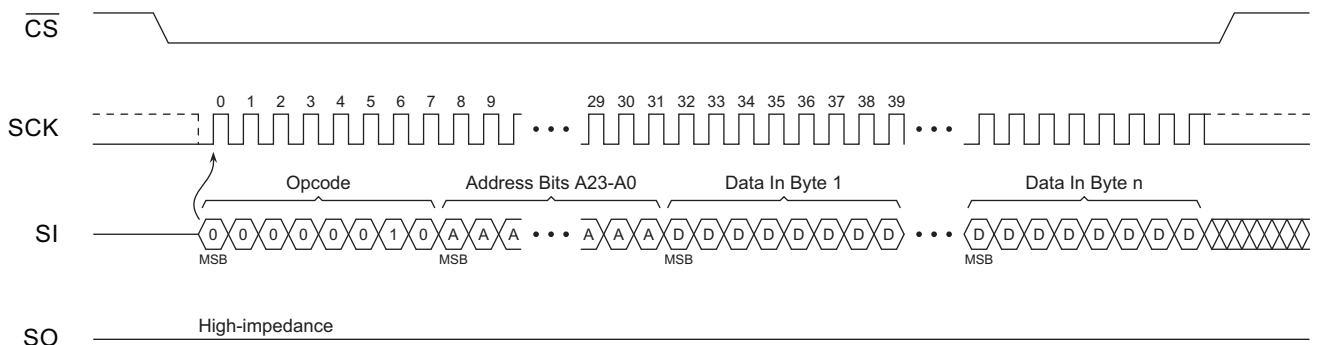 CS
0 1 2 3 4 5 6 7 8 9 29 30 31 32 33 34 35 36 37 38 39
SCK
Opcode Address Bits A23-A0 Data In Byte 1 Data In Byte n
SI 0 0 0 0 0 0 1 0 A A A A A A D D D D D D D D D D D D D D D D
MSB MSB MSB MSB
High-impedance
SO